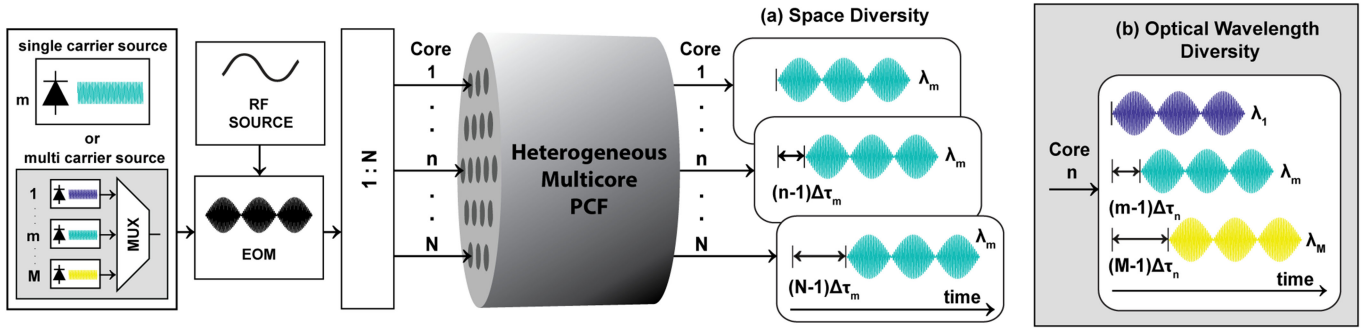 single carrier source
m
or
multi carrier source
1
m
M
MUX
RF
SOURCE
EOM
1 : N
Core
1
n
N
Heterogeneous
Multicore
PCF
Core
1
n
N
(a) Space Diversity
λm
λm
(n-1)Δτm
λm
(N-1)Δτm
time
(b) Optical Wavelength
Diversity
Core
n
λ1
λm
(m-1)Δτn
λM
(M-1)Δτn
time